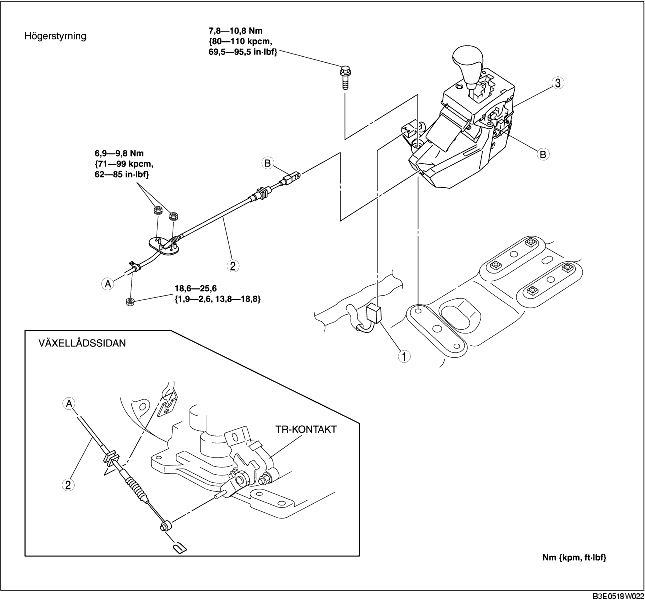 Högerstyrning
7,8—10,8 Nm
{80—110 kpcm,
69,5—95,5 in·lbf}
3
6,9—9,8 Nm
{71—99 kpcm,
62—85 in·lbf}
B
B
2
A
18,6—25,6
{1,9—2,6, 13,8—18,8}
1
VÄXELLÅDSSIDAN
A
TR-KONTAKT
2
Nm {kpm, ft·lbf}
B3E0518W022